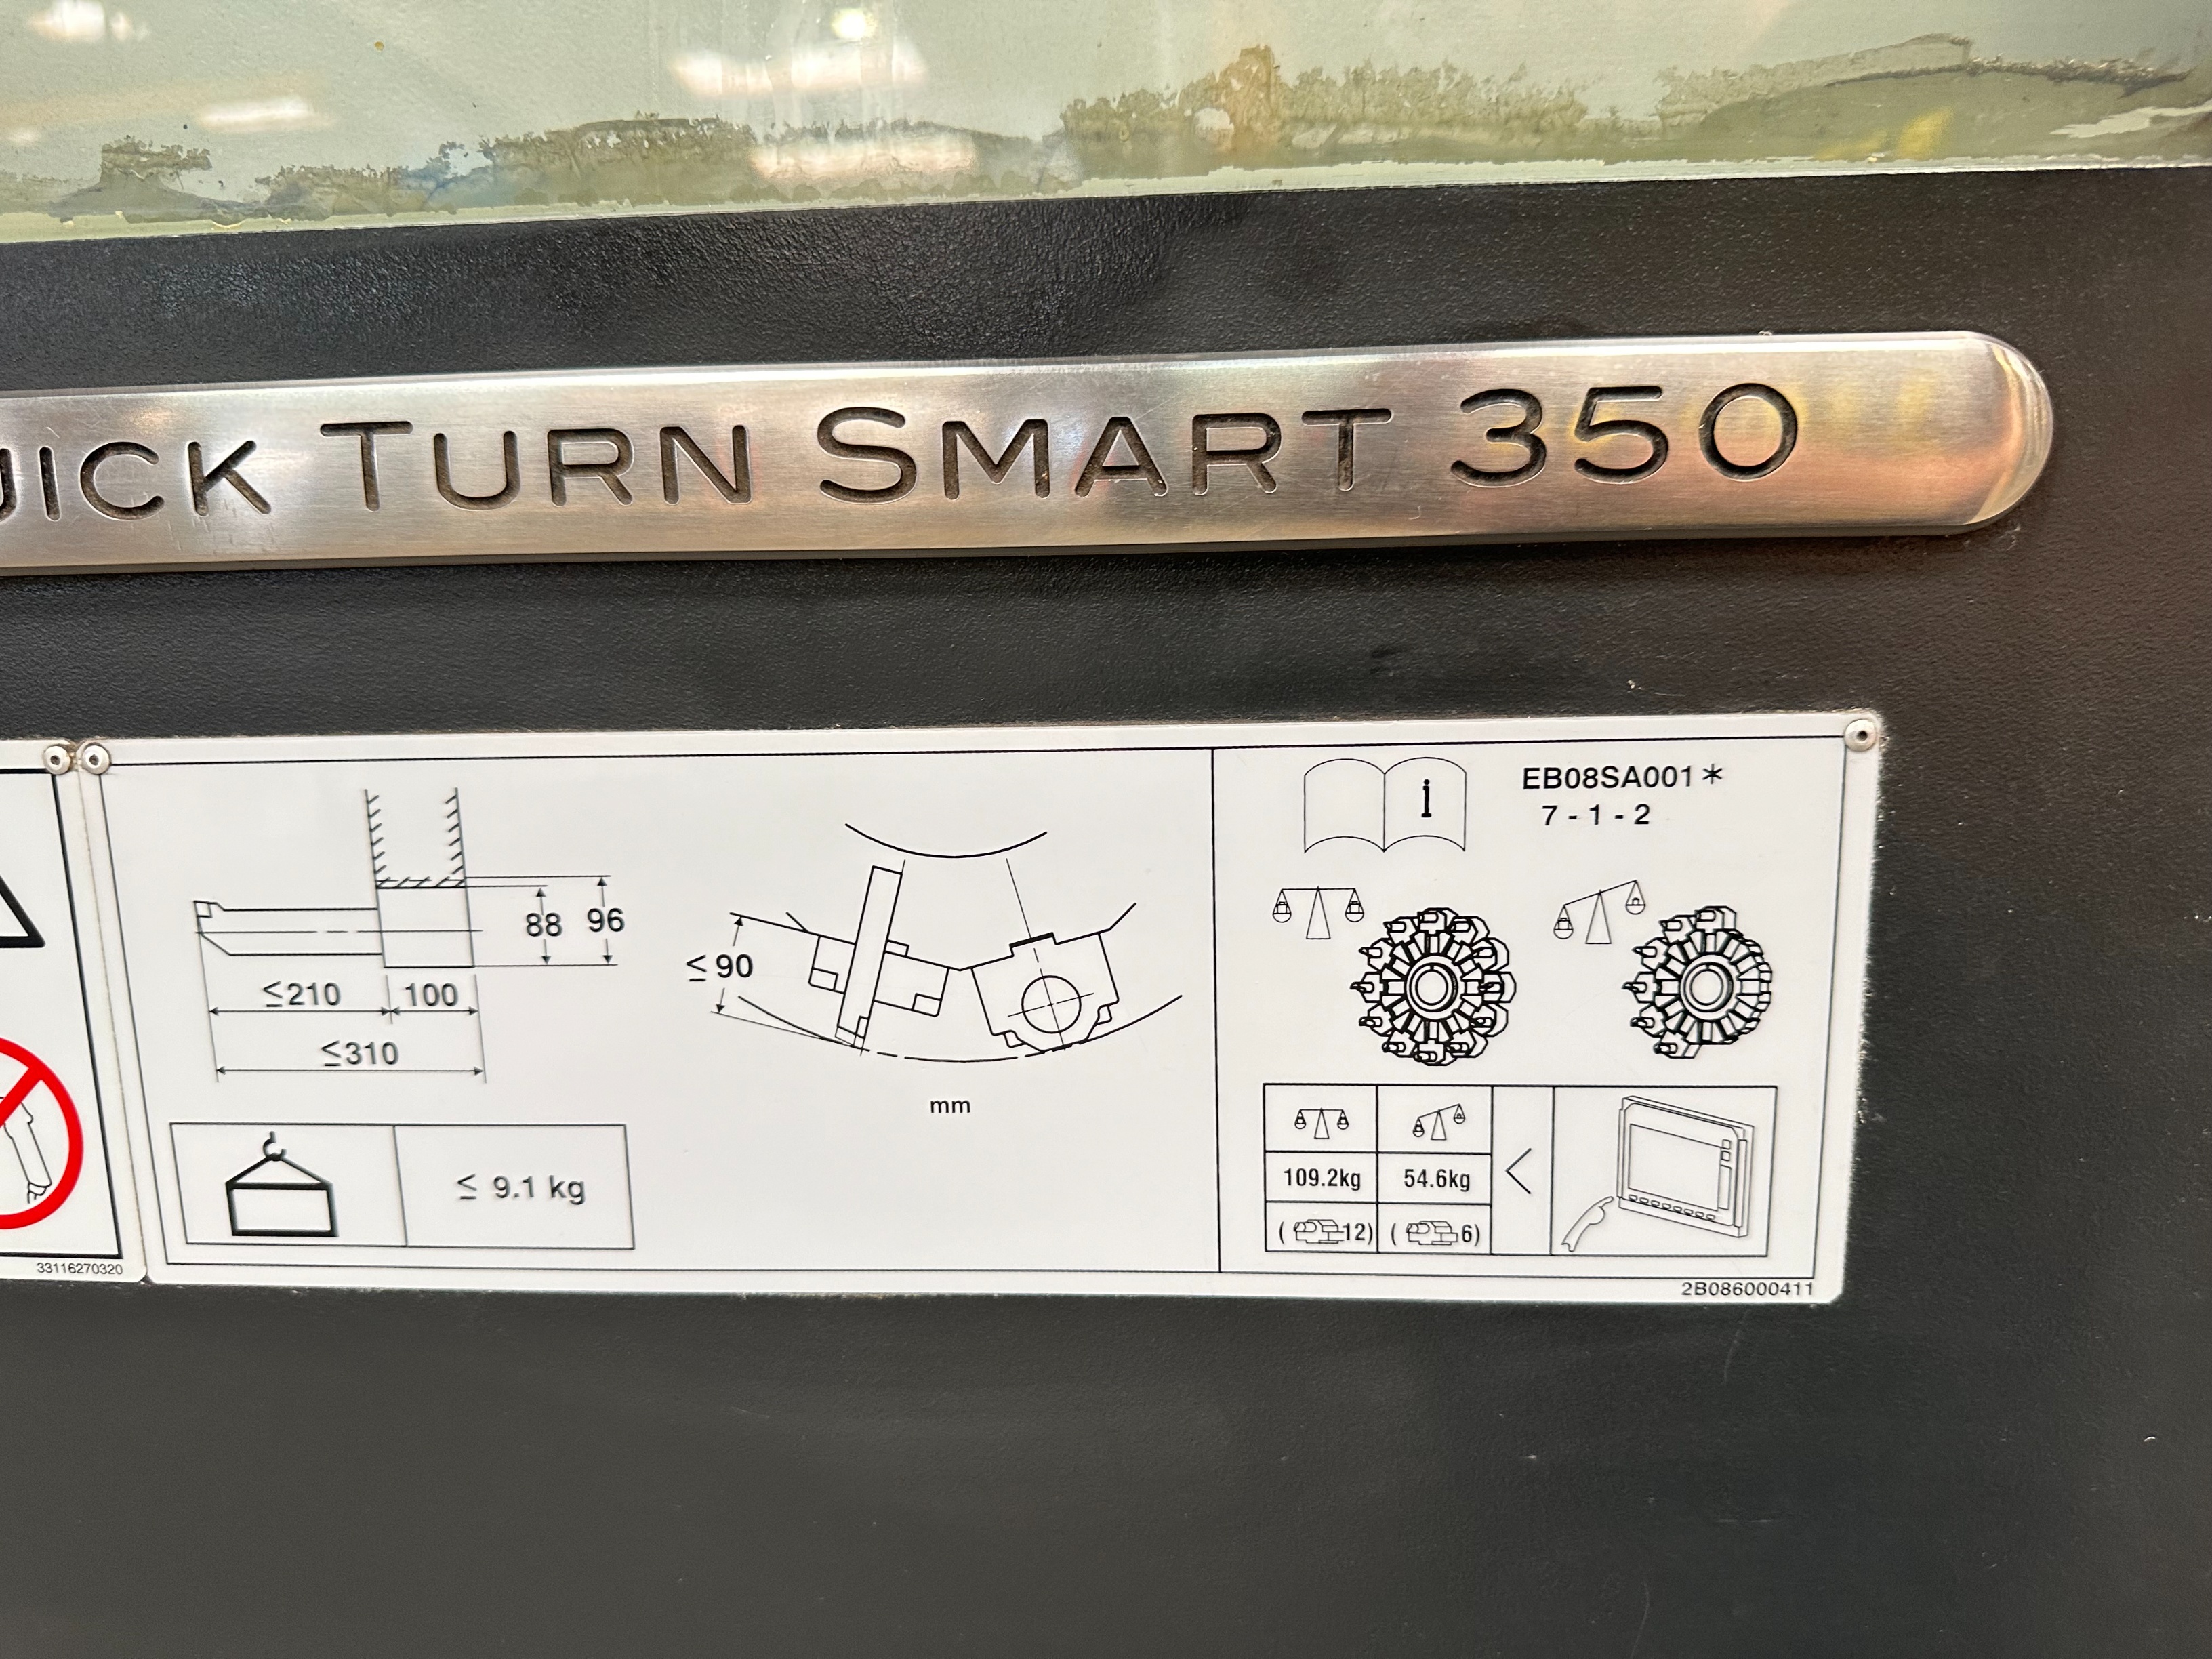 UICK TURN SMART 350
EB08SA001*
7-1-2
88
96
≤210
100
≤310
≤90
mm
≤ 9.1 kg
109.2kg
54.6kg
<
( 12)
( 6)
33116270320
2B086000411